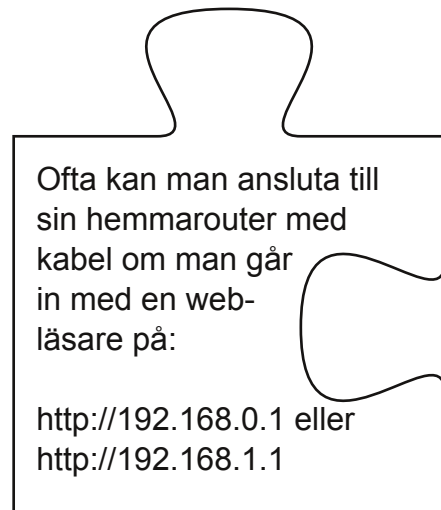 Ofta kan man ansluta till
sin hemmarouter med
kabel om man går
in med en web-
läsare på:
http://192.168.0.1 eller
http://192.168.1.1